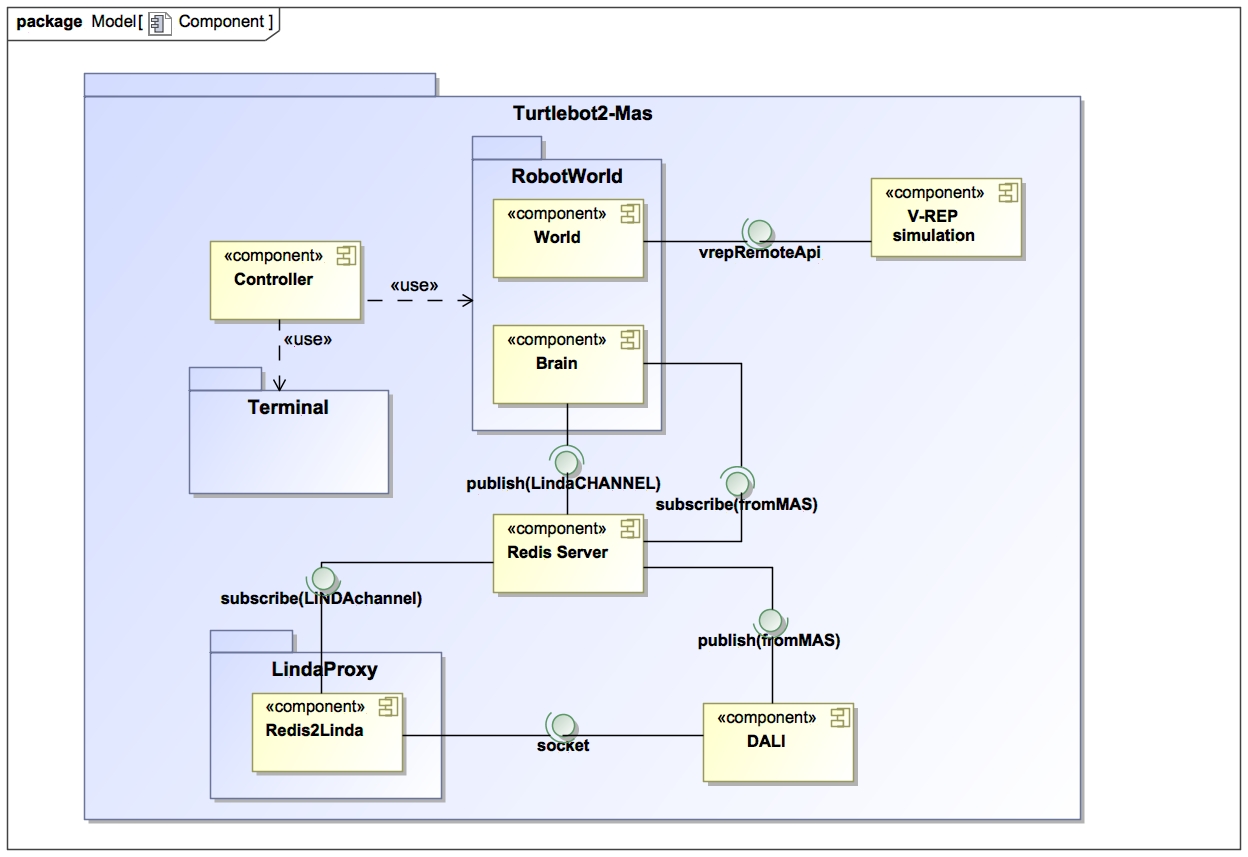 package Model[ Component ]
Turtlebot2-Mas
RobotWorld
«component»
World
vrepRemoteApi
«component»
V-REP
simulation
«component»
Controller
«use»
«use»
«component»
Brain
Terminal
publish(LindaCHANNEL)
subscribe(fromMAS)
«component»
Redis Server
subscribe(LiNDAchannel)
publish(fromMAS)
LindaProxy
«component»
Redis2Linda
socket
«component»
DALI